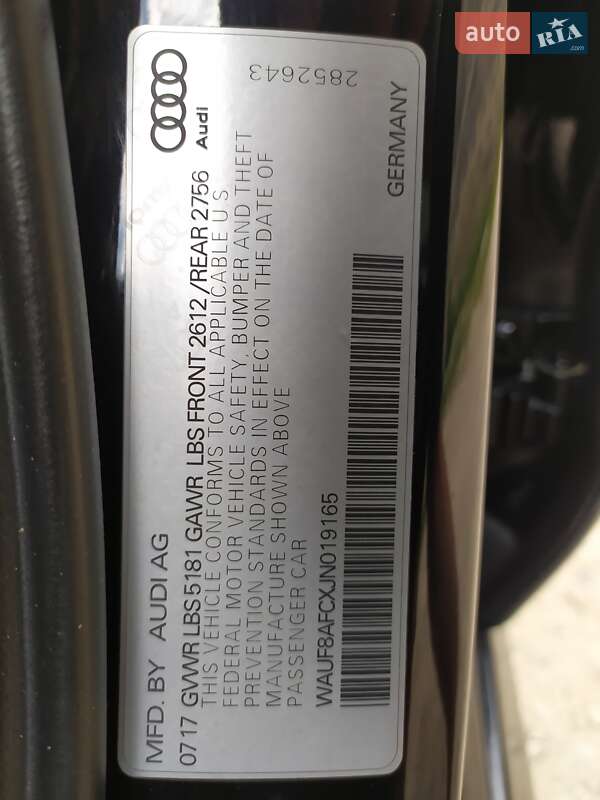 auto RIA.com
2852643
Audi
MFD. BY AUDI AG
0717 GVWR LBS 5181 GAWR LBS FRONT 2612 /REAR 2756
THIS VEHICLE CONFORMS TO ALL APPLICABLE U.S.
FEDERAL MOTOR VEHICLE SAFETY, BUMPER AND THEFT
PREVENTION STANDARDS IN EFFECT ON THE DATE OF
MANUFACTURE SHOWN ABOVE
PASSENGER CAR
WAUF8AFCXJN019165
GERMANY